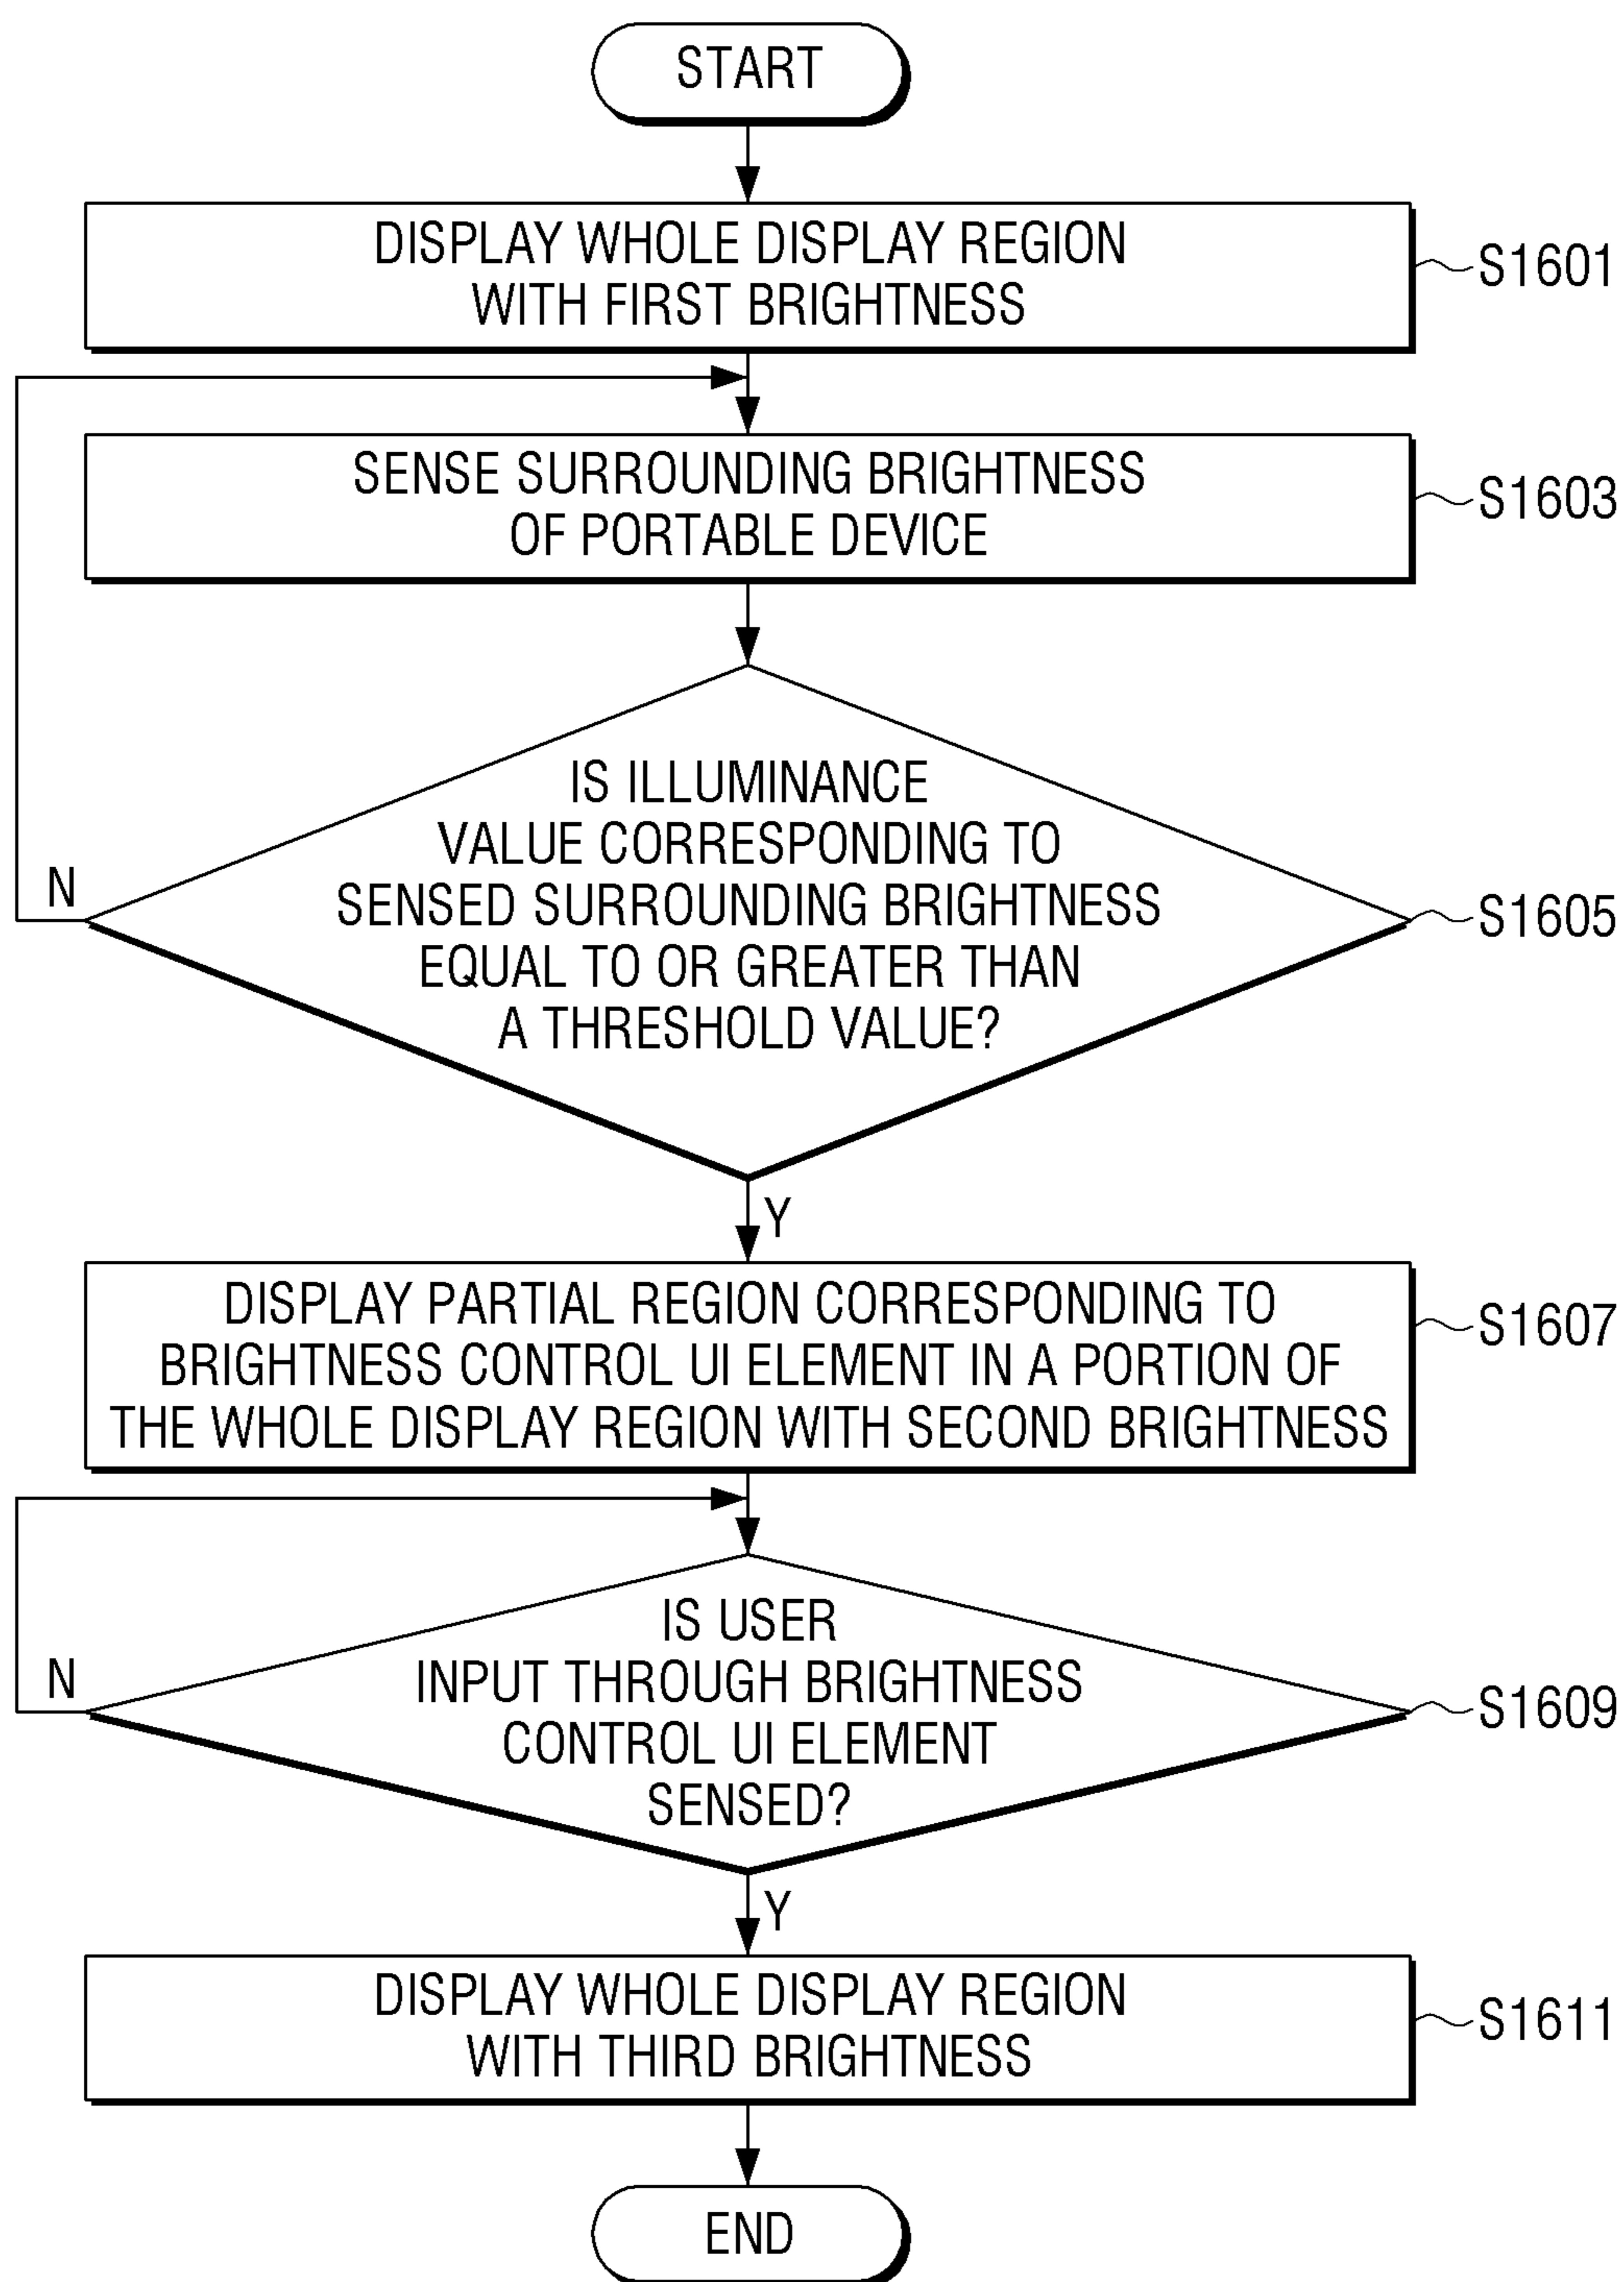 START
DISPLAY WHOLE DISPLAY REGION
WITH FIRST BRIGHTNESS
S1601
SENSE SURROUNDING BRIGHTNESS
OF PORTABLE DEVICE
S1603
IS ILLUMINANCE
VALUE CORRESPONDING TO
SENSED SURROUNDING BRIGHTNESS
EQUAL TO OR GREATER THAN
A THRESHOLD VALUE?
N
S1605
Y
DISPLAY PARTIAL REGION CORRESPONDING TO
BRIGHTNESS CONTROL UI ELEMENT IN A PORTION OF
THE WHOLE DISPLAY REGION WITH SECOND BRIGHTNESS
S1607
IS USER
INPUT THROUGH BRIGHTNESS
CONTROL UI ELEMENT
SENSED?
N
S1609
Y
DISPLAY WHOLE DISPLAY REGION
WITH THIRD BRIGHTNESS
S1611
END